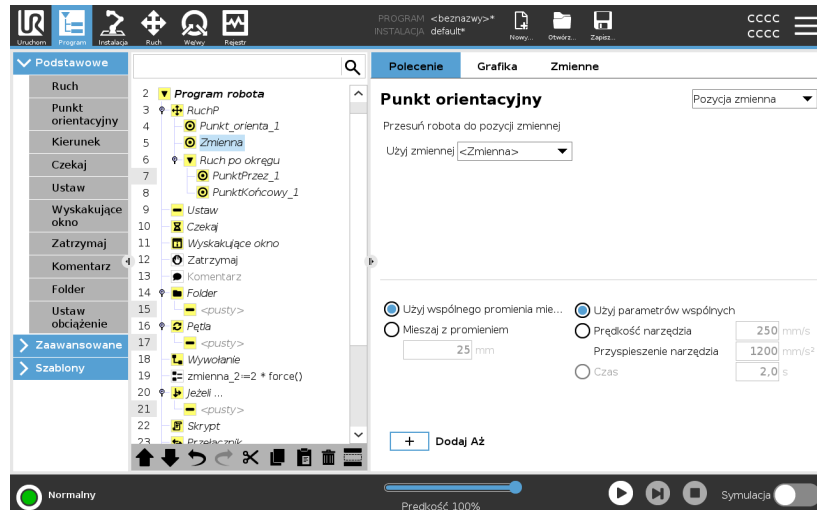 Uruchom
Program
Instalacja
Ruch
We/wy
Rejestr
PROGRAM <beznazwy>*
INSTALACJA default*
Nowy...
Otwórz...
Zapisz...
CCCC
CCCC
Podstawowe
Ruch
Punkt
orientacyjny
Kierunek
Czekaj
Ustaw
Wyskakujące
okno
Zatrzymaj
Komentarz
Folder
Ustaw
obciążenie
Zaawansowane
Szablony
2 Program robota
3 RuchP
4 Punkt_orienta_1
5 Zmienna
6 Ruch po okręgu
7 PunktPrzez_1
8 PunktKońcowy_1
9 Ustaw
10 Czekaj
11 Wyskakujące okno
12 Zatrzymaj
13 Komentarz
14 Folder
15 <pusty>
16 Pętla
17 <pusty>
18 Wywołanie
19 zmienna_2≔2 * force()
20 Jeżeli ...
21 <pusty>
22 Skrypt
23 Przełącznik
Polecenie
Grafika
Zmienne
Punkt orientacyjny
Pozycja zmienna
Przesuń robota do pozycji zmiennej
Użyj zmiennej <Zmienna>
Użyj wspólnego promienia mie...
Mieszaj z promieniem
25 mm
Użyj parametrów wspólnych
Prędkość narzędzia 250 mm/s
Przyspieszenie narzędzia 1200 mm/s²
Czas 2,0 s
+ Dodaj Aż
Normalny
Prędkość 100%
Symulacja